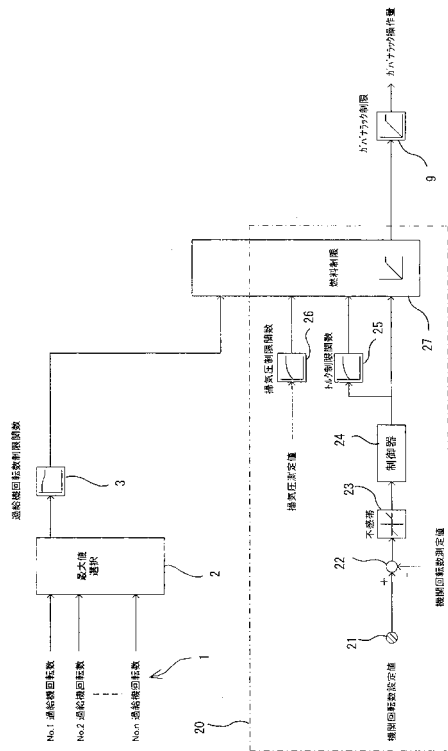 No.1 過給機回転数
No.2 過給機回転数
No.n 過給機回転数
1
最大値
選択
2
過給機回転数制限関数
3
20
機関回転数設定値
21
+
-
22
機関回転数測定値
不感帯
23
制御器
24
掃気圧測定値
掃気圧制限関数
26
トルク制限関数
25
燃料制限
27
ガバナラック制限
9
ガバナラック操作量